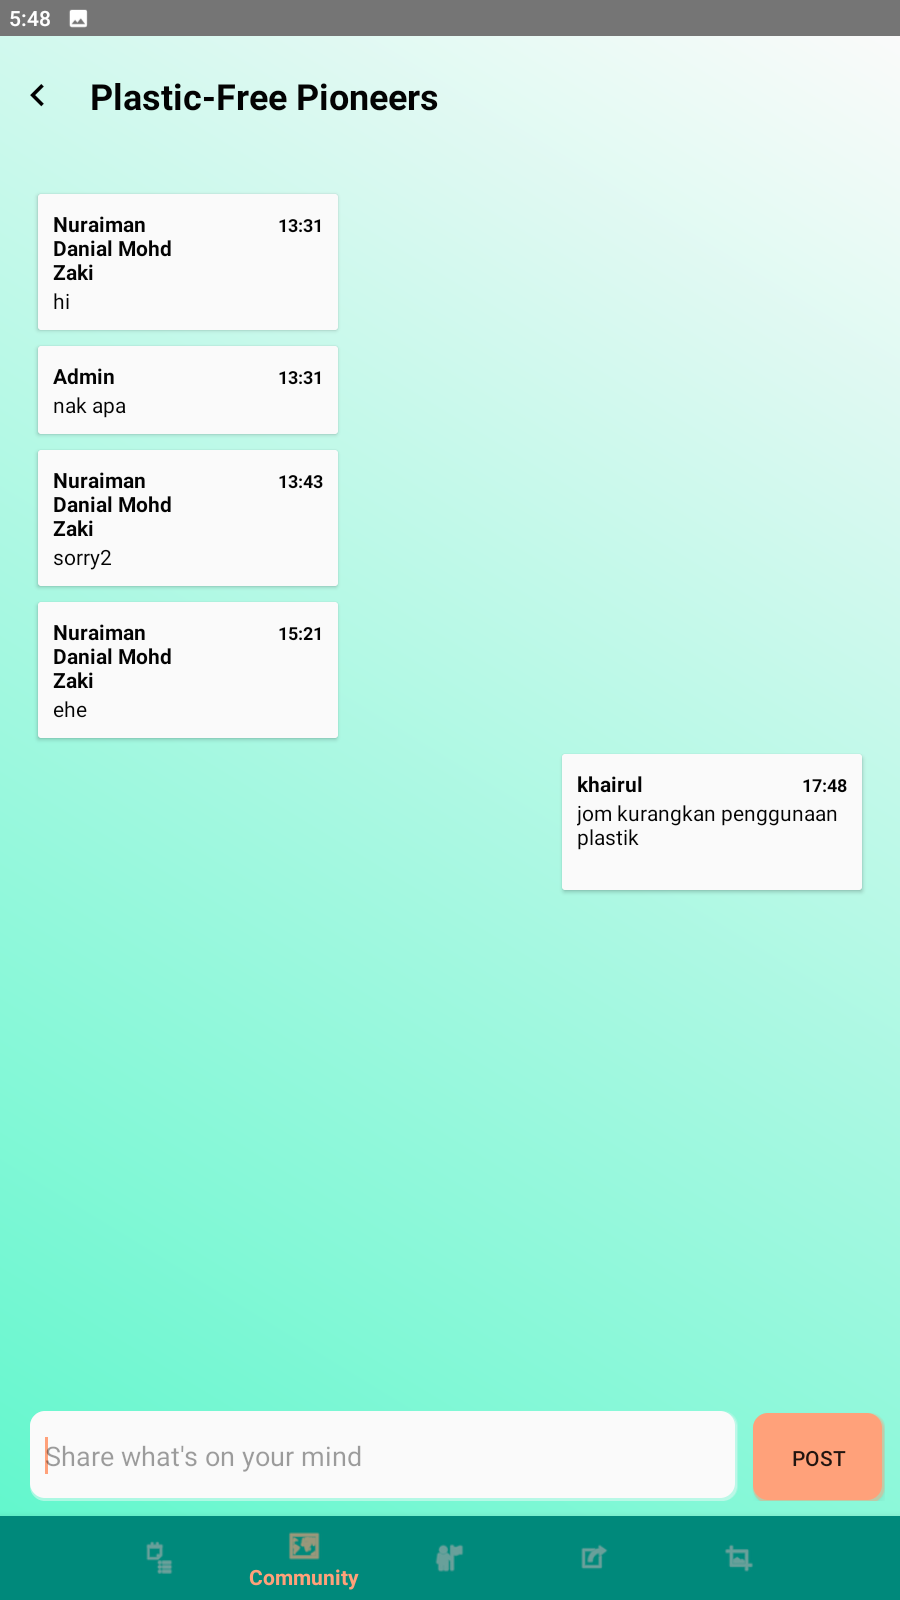 5:48
Plastic-Free Pioneers
Nuraiman 13:31
Danial Mohd
Zaki
hi
Admin 13:31
nak apa
Nuraiman 13:43
Danial Mohd
Zaki
sorry2
Nuraiman 15:21
Danial Mohd
Zaki
ehe
khairul 17:48
jom kurangkan penggunaan
plastik
Share what's on your mind
POST
Community